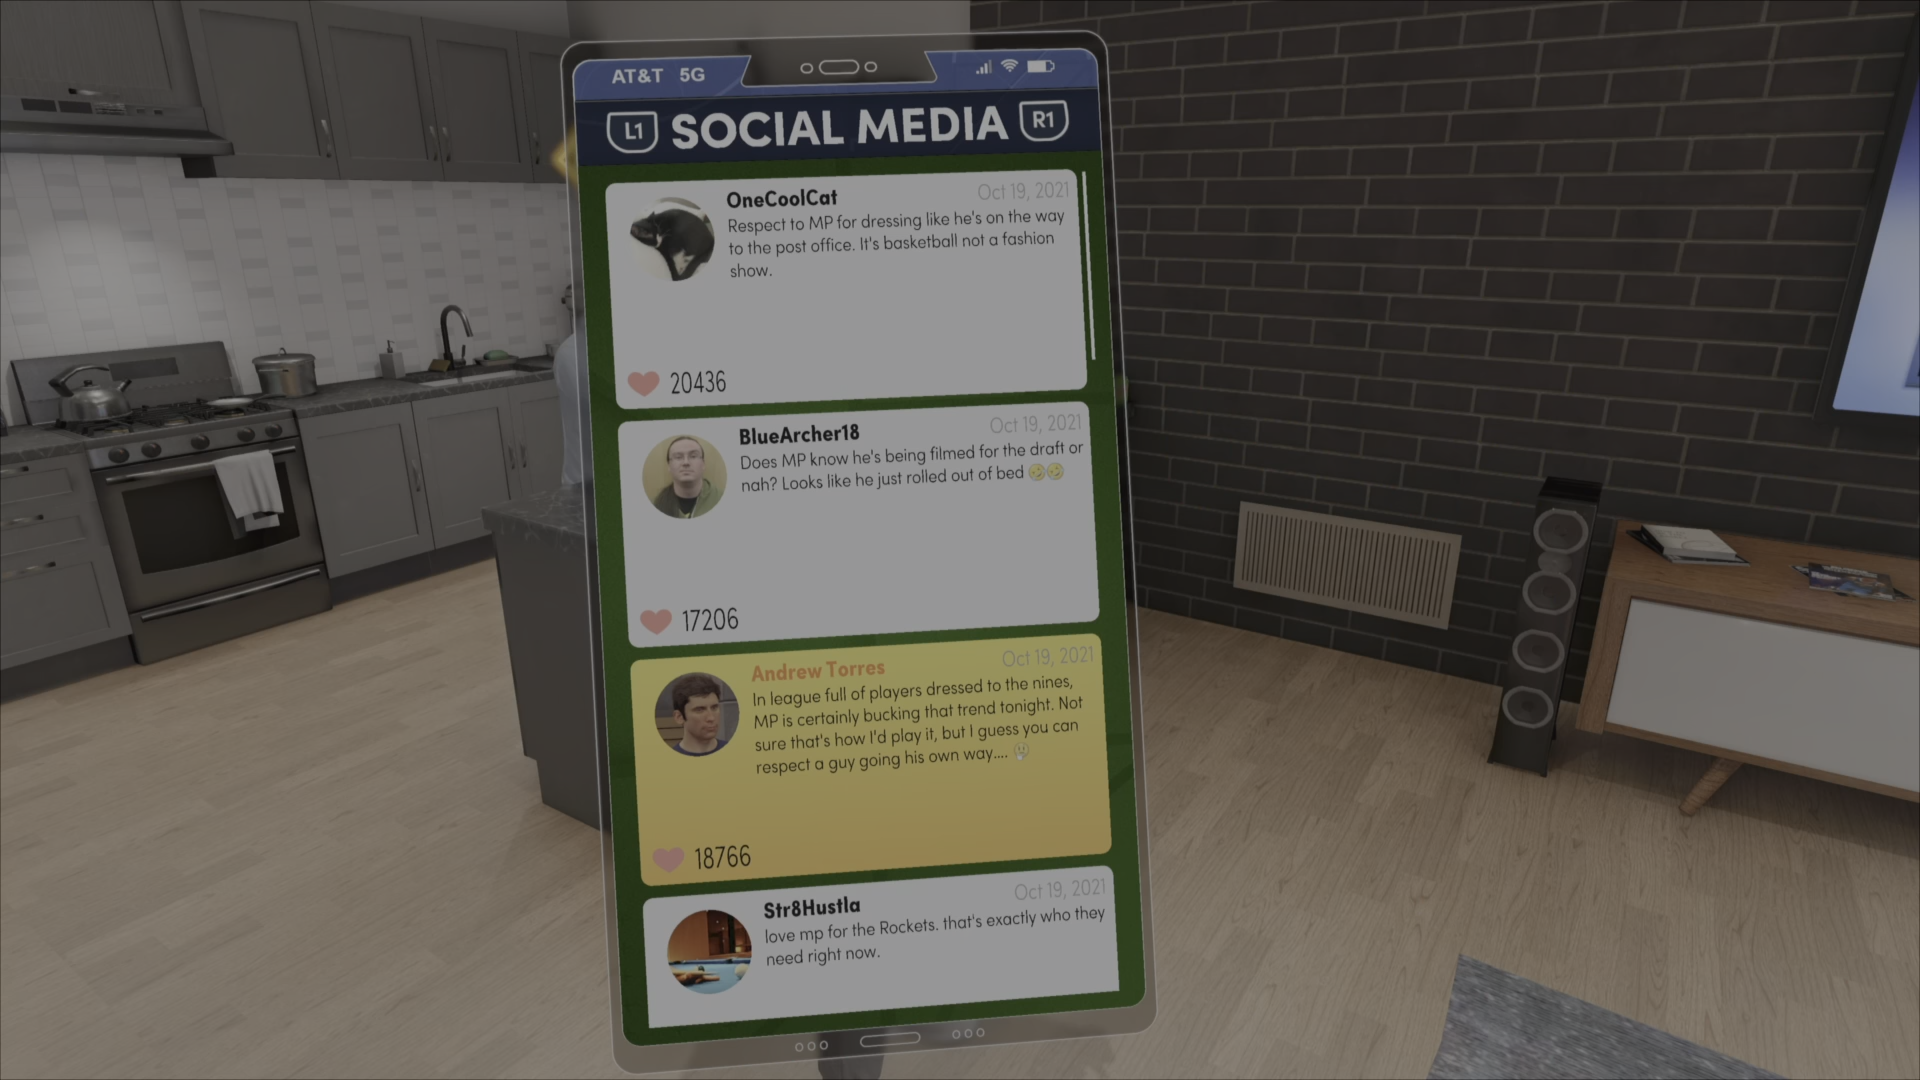 AT&T 5G
L1 SOCIAL MEDIA R1
OneCoolCat Oct 19, 2021
Respect to MP for dressing like he's on the way
to the post office. It's basketball not a fashion
show.
20436
BlueArcher18 Oct 19, 2021
Does MP know he's being filmed for the draft or
nah? Looks like he just rolled out of bed 🤣🤣
17206
Andrew Torres Oct 19, 2021
In league full of players dressed to the nines,
MP is certainly bucking that trend tonight. Not
sure that's how I'd play it, but I guess you can
respect a guy going his own way.... 🤷
18766
Str8Hustla Oct 19, 2021
love mp for the Rockets. that's exactly who they
need right now.